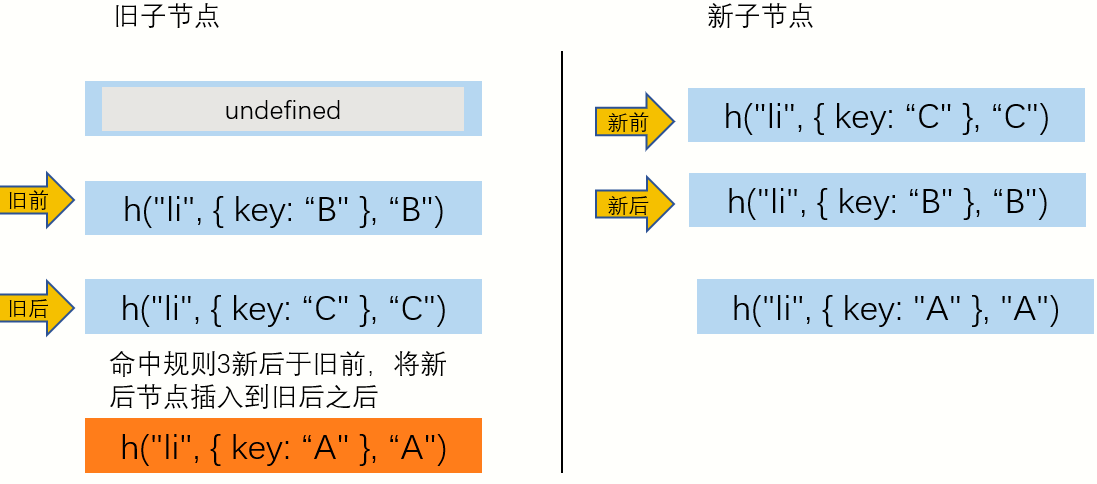 旧子节点
undefined
旧前
h("li", { key: “B" }, “B")
旧后
h("li", { key: “C" }, “C")
命中规则3新后于旧前，将新
后节点插入到旧后之后
h("li", { key: “A" }, “A")
新子节点
新前
h("li", { key: “C" }, “C")
新后
h("li", { key: “B" }, “B")
h("li", { key: "A" }, "A")